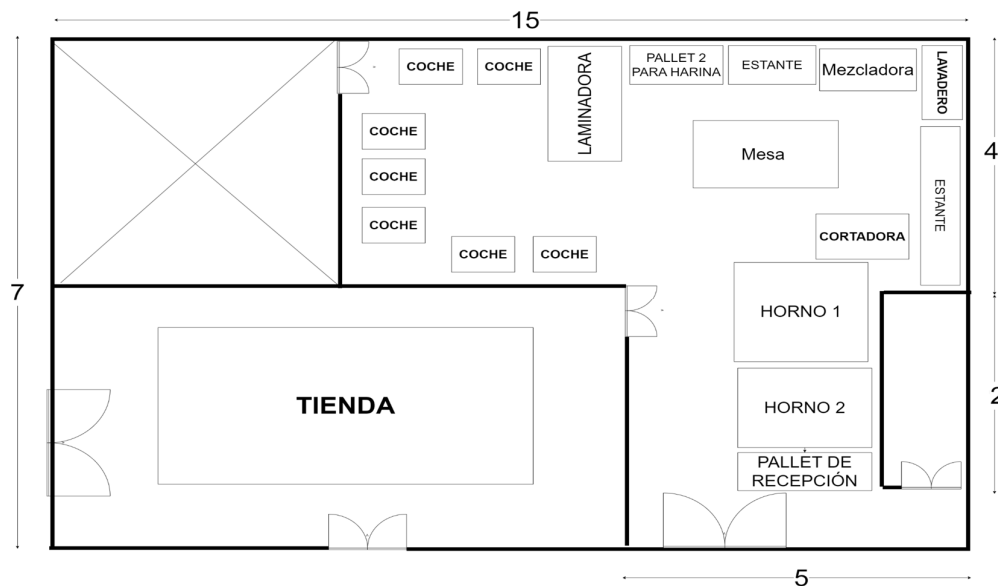 15
COCHE
COCHE
LAMINADORA
PALLET 2
PARA HARINA
ESTANTE
Mezcladora
LAVADERO
COCHE
Mesa
4
COCHE
ESTANTE
COCHE
CORTADORA
COCHE
COCHE
7
HORNO 1
TIENDA
HORNO 2
2
PALLET DE
RECEPCIÓN
5